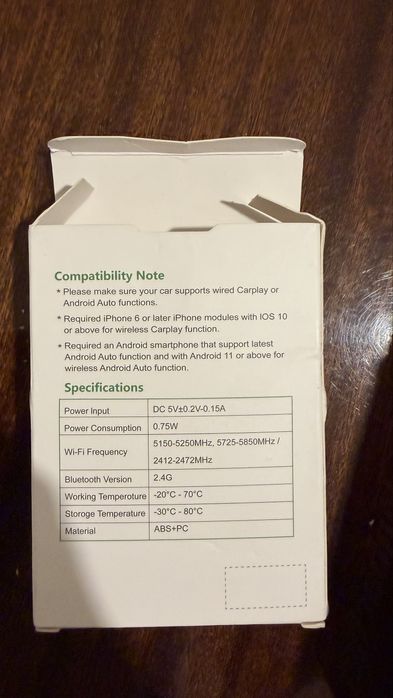 Compatibility Note
* Please make sure your car supports wired Carplay or
Android Auto functions.
* Required iPhone 6 or later iPhone modules with IOS 10
or above for wireless Carplay function.
* Required an Android smartphone that support latest
Android Auto function and with Android 11 or above for
wireless Android Auto function.
Specifications
Power Input DC 5V±0.2V-0.15A
Power Consumption 0.75W
Wi-Fi Frequency 5150-5250MHz, 5725-5850MHz /
2412-2472MHz
Bluetooth Version 2.4G
Working Temperoture -20°C - 70°C
Storoge Temperature -30°C - 80°C
Material ABS+PC